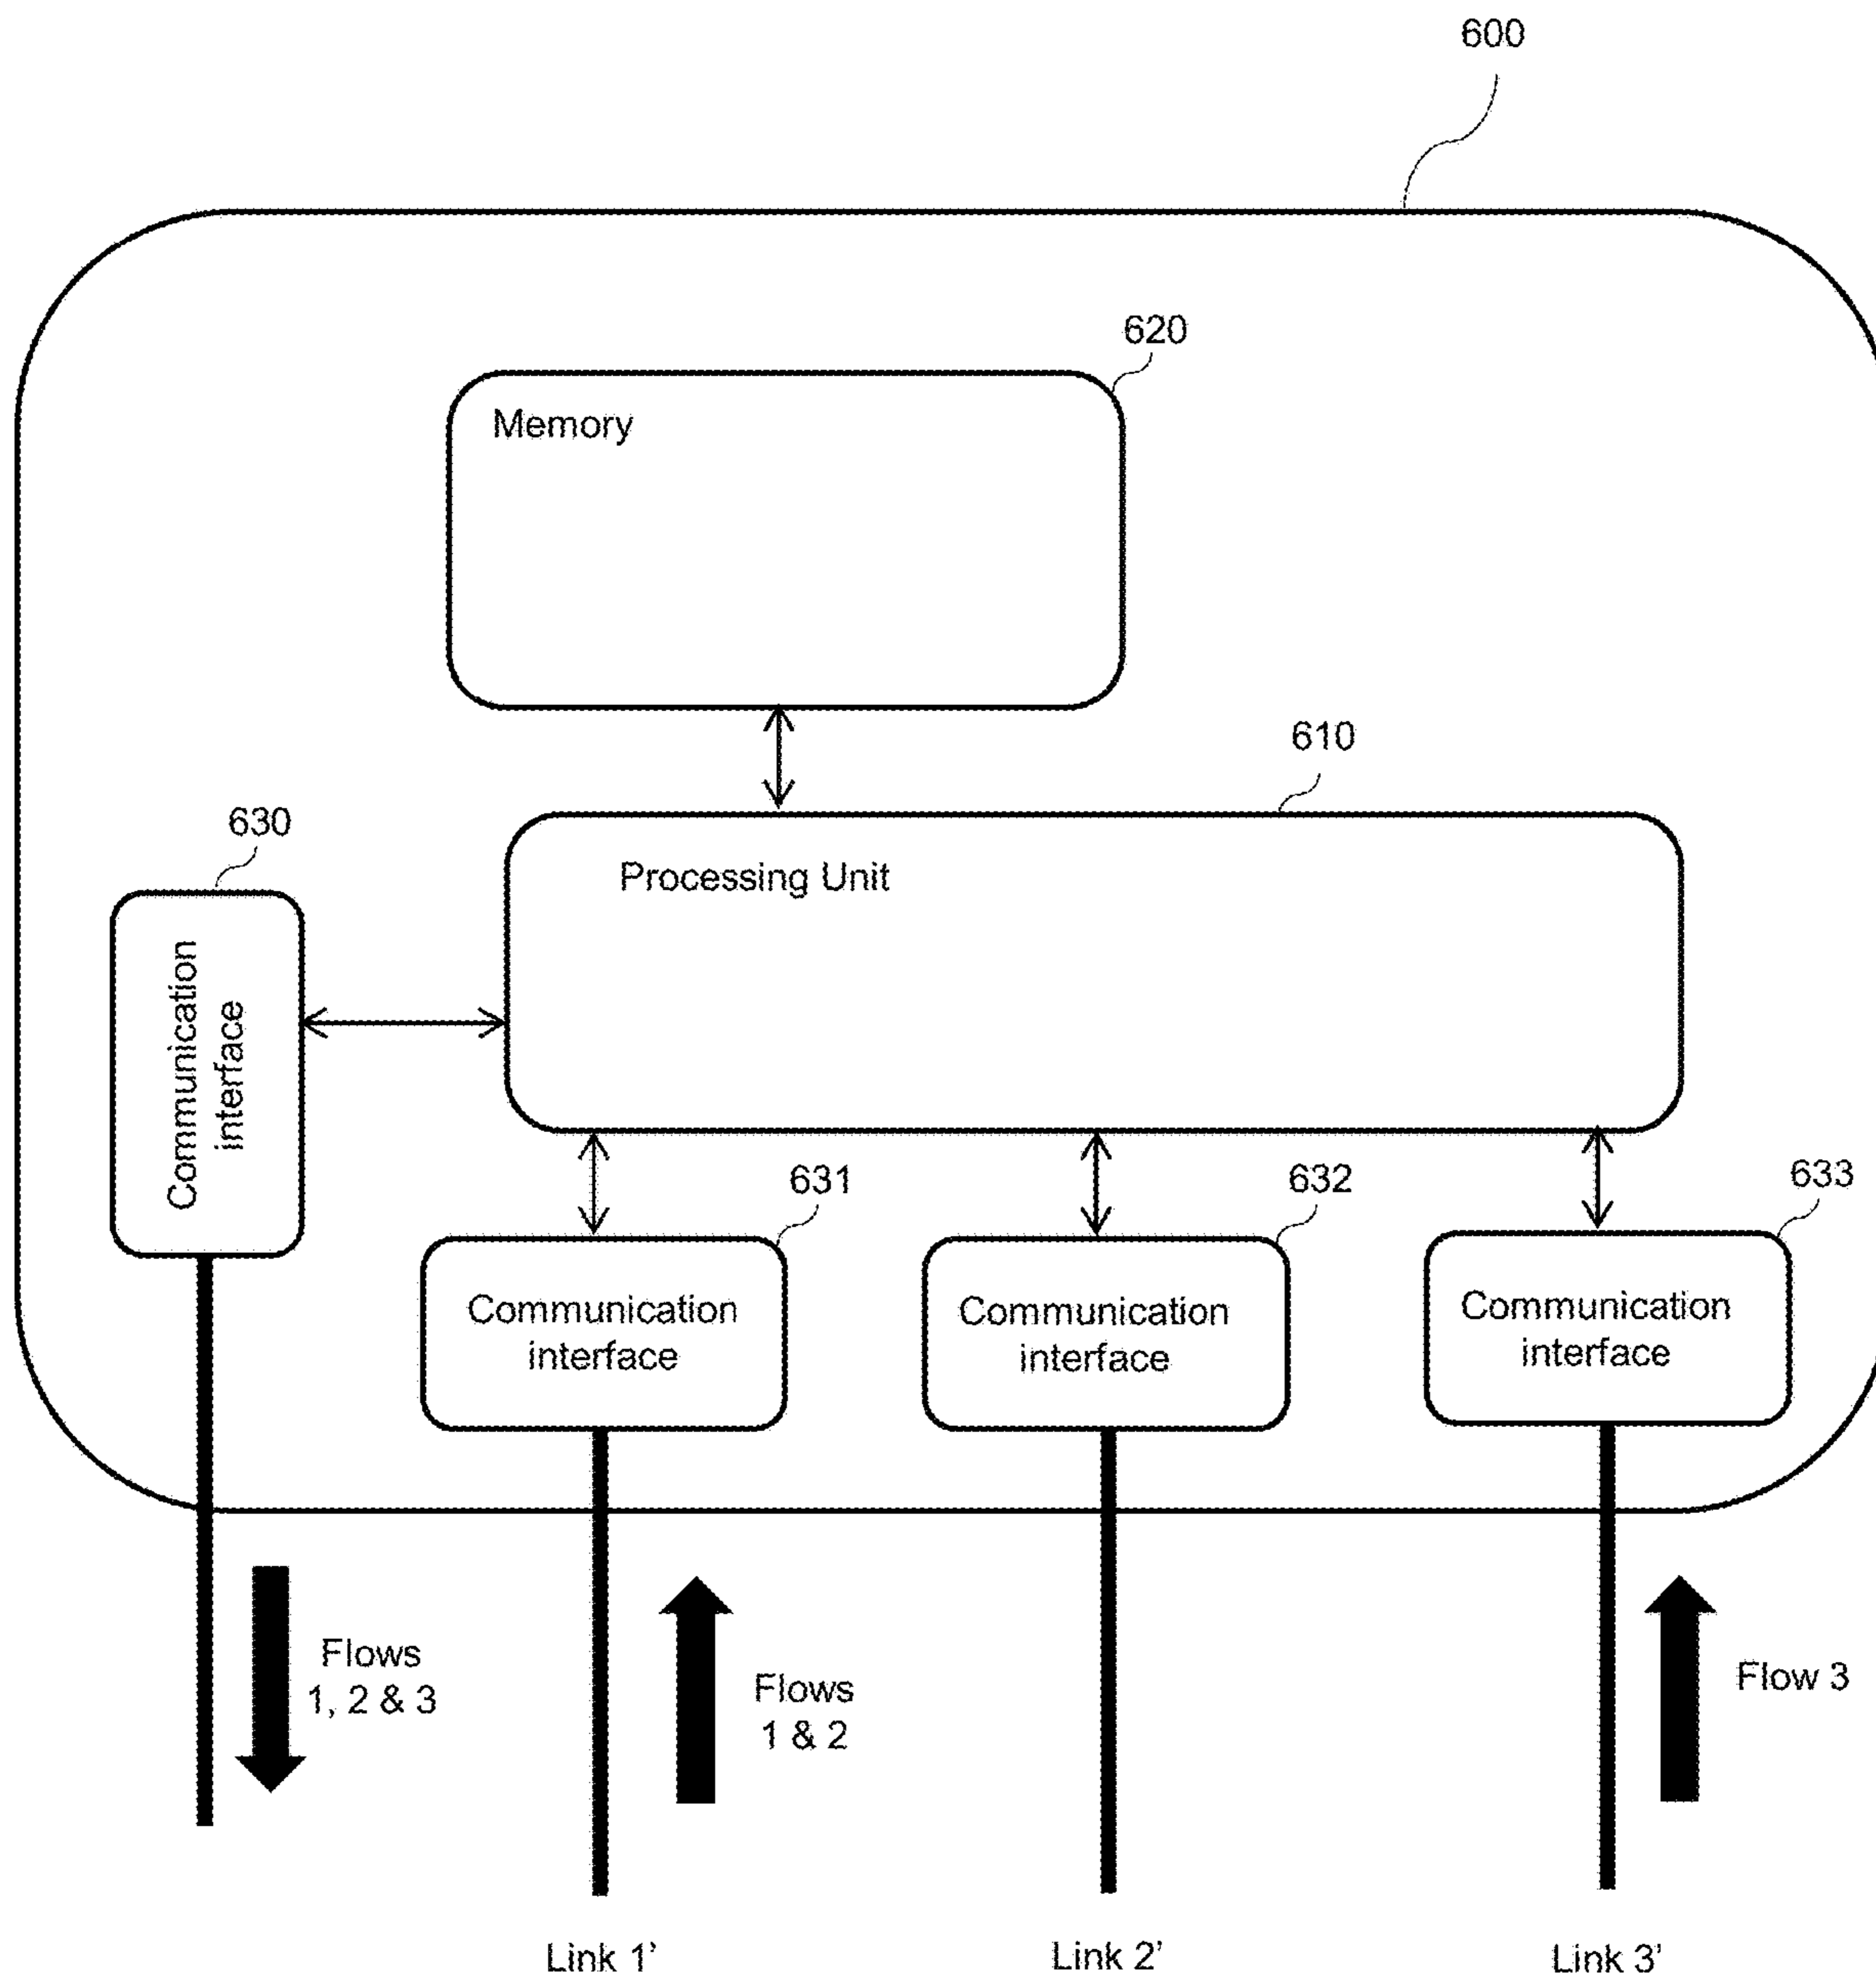 600
620
Memory
610
630
Processing Unit
Communication
interface
631
632
633
Communication
interface
Communication
interface
Communication
interface
Flows
1, 2 & 3
Flows
1 & 2
Flow 3
Link 1’
Link 2’
Link 3’